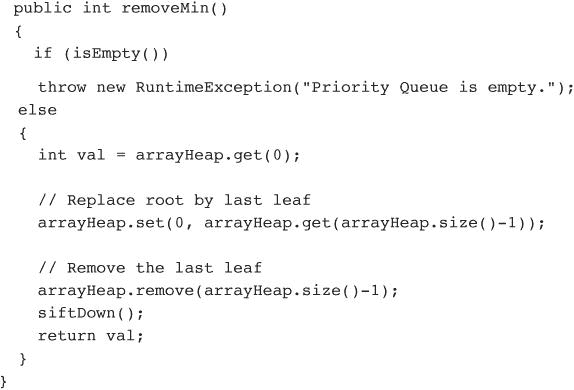 public int removeMin()
{
if (isEmpty())
throw new RuntimeException("Priority Queue is empty.");
else
{
int val = arrayHeap.get(0);
// Replace root by last leaf
arrayHeap.set(0, arrayHeap.get(arrayHeap.size()-1));
// Remove the last leaf
arrayHeap.remove(arrayHeap.size()-1);
siftDown();
return val;
}
}